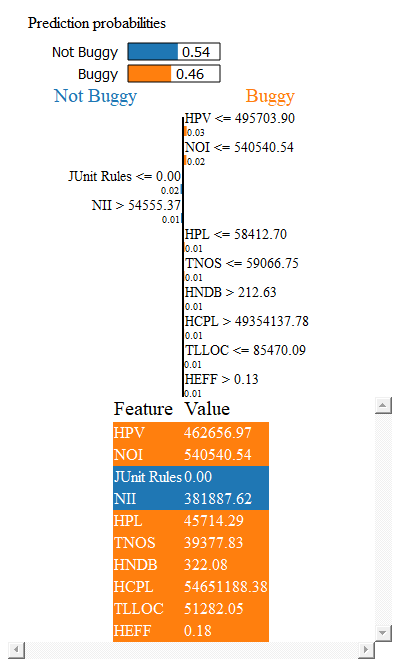 Prediction probabilities
Not Buggy 0.54
Buggy 0.46
Not Buggy Buggy
HPV <= 495703.90
0.03
NOI <= 540540.54
0.02
JUnit Rules <= 0.00
0.02
NII > 54555.37
0.01
HPL <= 58412.70
0.01
TNOS <= 59066.75
0.01
HNDB > 212.63
0.01
HCPL > 49354137.78
0.01
TLLOC <= 85470.09
0.01
HEFF > 0.13
0.01
Feature Value
HPV 462656.97
NOI 540540.54
JUnit Rules 0.00
NII 381887.62
HPL 45714.29
TNOS 39377.83
HNDB 322.08
HCPL 54651188.38
TLLOC 51282.05
HEFF 0.18